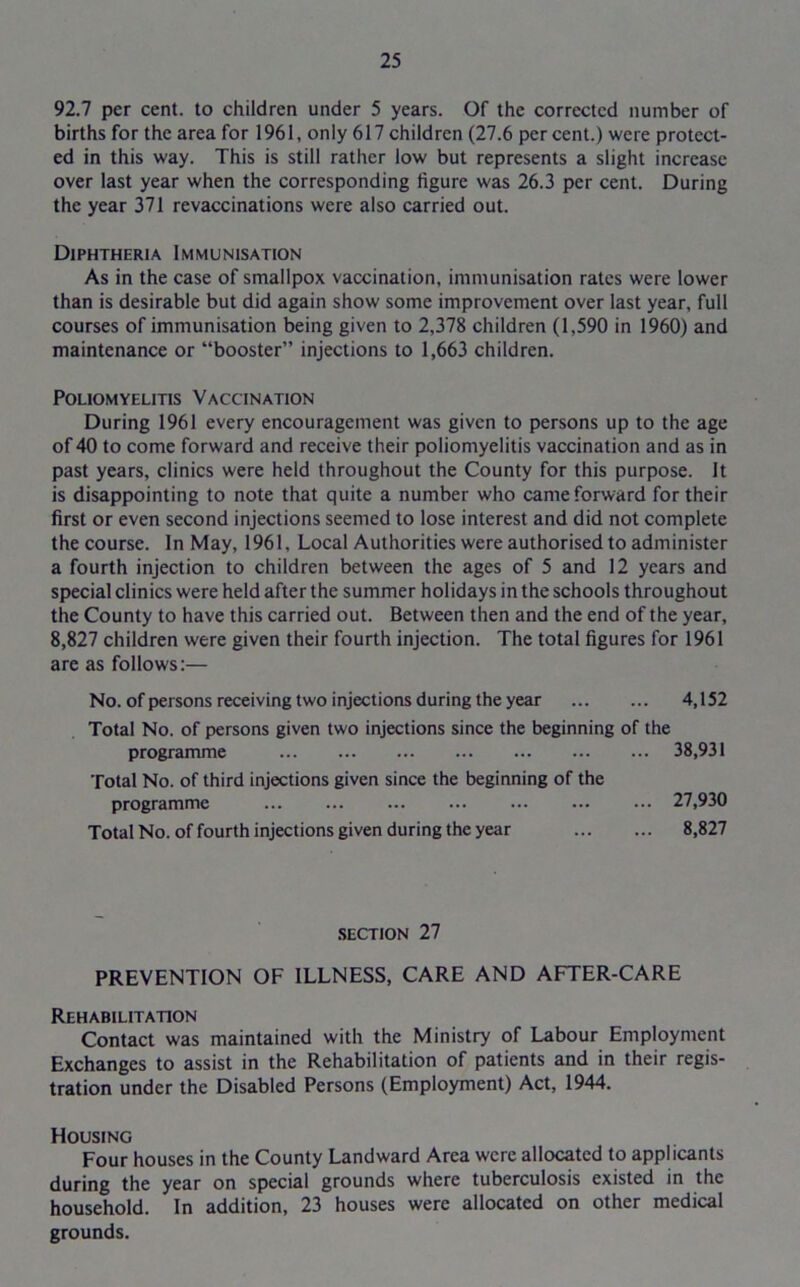 25
92.7 per cent. to children under 5 years. Of the corrected number of
births for the area for 1961, only 617 children (27.6 per cent.) were protect-
ed in this way. This is still rather low but represents a slight increase
over last year when the corresponding figure was 26.3 per cent. During
the year 371 revaccinations were also carried out.
DIPHTHERIA IMMUNISATION
As in the case of smallpox vaccination, immunisation rates were lower
than is desirable but did again show some improvement over last year, full
courses of immunisation being given to 2,378 children (1,590 in 1960) and
maintenance or “booster” injections to 1,663 children.
POLIOMYELITIS VACCINATION
During 1961 every encouragement was given to persons up to the age
of 40 to come forward and receive their poliomyelitis vaccination and as in
past years, clinics were held throughout the County for this purpose. It
is disappointing to note that quite a number who came forward for their
first or even second injections seemed to lose interest and did not complete
the course. In May, 1961, Local Authorities were authorised to administer
a fourth injection to children between the ages of 5 and 12 years and
special clinics were held after the summer holidays in the schools throughout
the County to have this carried out. Between then and the end of the year,
8,827 children were given their fourth injection. The total figures for 1961
are as follows:—
No. of persons receiving two injections during the year ... ... 4,152
Total No. of persons given two injections since the beginning of the
programme ... ... ... ... ... ... ... 38,931
Total No. of third injections given since the beginning of the
programme ... ... ... ... ... ... ... 27,930
Total No. of fourth injections given during the year ... ... 8,827
SECTION 27
PREVENTION OF ILLNESS, CARE AND AFTER-CARE
REHABILITATION
Contact was maintained with the Ministry of Labour Employment
Exchanges to assist in the Rehabilitation of patients and in their regis-
tration under the Disabled Persons (Employment) Act, 1944.
HOUSING
Four houses in the County Landward Area were allocated to applicants
during the year on special grounds where tuberculosis existed in the
household. In addition, 23 houses were allocated on other medical
grounds.